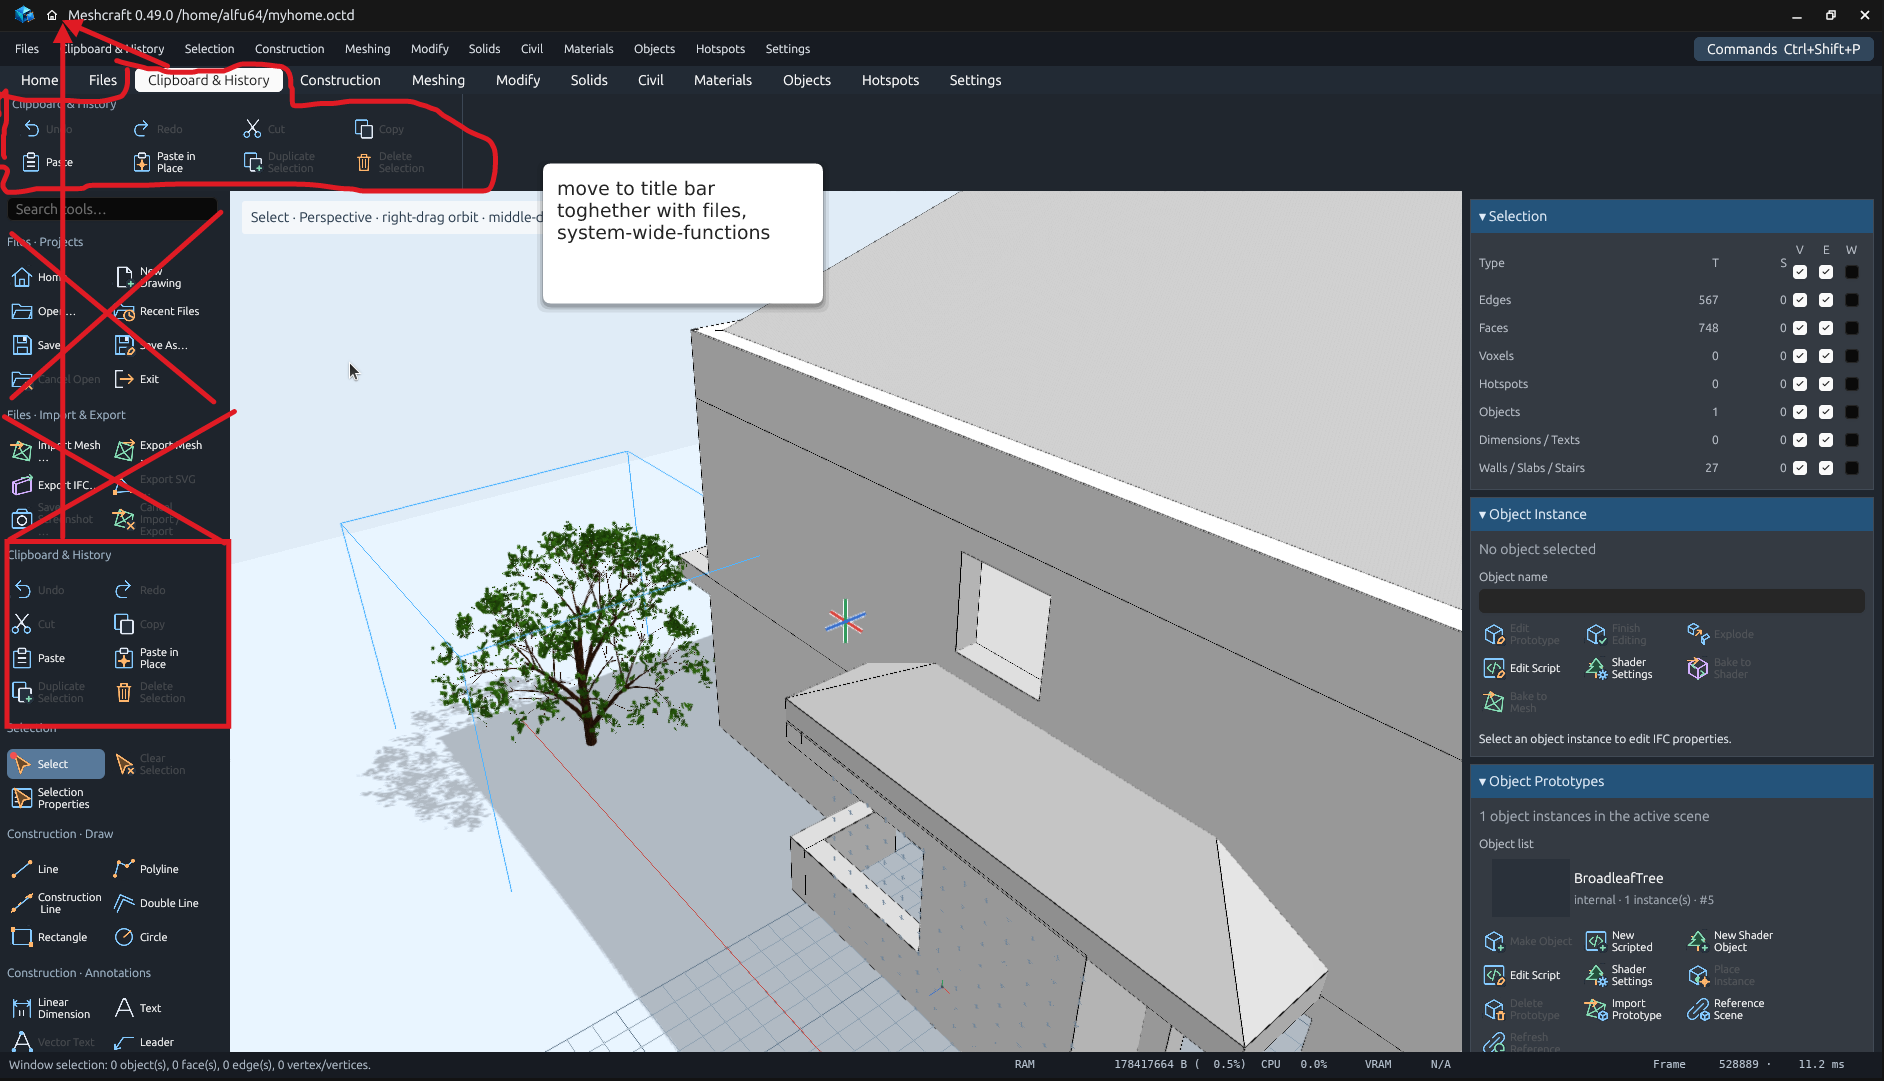 Meshcraft 0.49.0 /home/alfu64/myhome.octd
Files Clipboard & History Selection Construction Meshing Modify Solids Civil Materials Objects Hotspots Settings
Commands Ctrl+Shift+P
Home Files Clipboard & History Construction Meshing Modify Solids Civil Materials Objects Hotspots Settings
Clipboard & History
Undo Redo Cut Copy
Paste Paste in Place Duplicate Selection Delete Selection
move to title bar
toghether with files,
system-wide-functions
Search tools...
Select · Perspective · right-drag orbit · middle-d
Files · Projects
Home New Drawing
Open... Recent Files
Save Save As...
Cancel Open Exit
Files · Import & Export
Import Mesh ... Export Mesh
Export IFC... Export SVG
Save Screenshot ... Cancel Import / Export
Clipboard & History
Undo Redo
Cut Copy
Paste Paste in Place
Duplicate Selection Delete Selection
Selection
Select Clear Selection
Selection Properties
Construction · Draw
Line Polyline
Construction Line Double Line
Rectangle Circle
Construction · Annotations
Linear Dimension Text
Vector Text Leader
▾ Selection
V E W
Type T S
Edges 567 0
Faces 748 0
Voxels 0 0
Hotspots 0 0
Objects 1 0
Dimensions / Texts 0 0
Walls / Slabs / Stairs 27 0
▾ Object Instance
No object selected
Object name
Edit Prototype Finish Editing Explode
Edit Script Shader Settings Bake to Shader
Bake to Mesh
Select an object instance to edit IFC properties.
▾ Object Prototypes
1 object instances in the active scene
Object list
BroadleafTree
internal · 1 instance(s) · #5
Make Object New Scripted New Shader Object
Edit Script Shader Settings Place Instance
Delete Prototype Import Prototype Reference Scene
Refresh Reference
Window selection: 0 object(s), 0 face(s), 0 edge(s), 0 vertex/vertices.
RAM 178417664 B ( 0.5%) CPU 0.0% VRAM N/A Frame 528889 · 11.2 ms